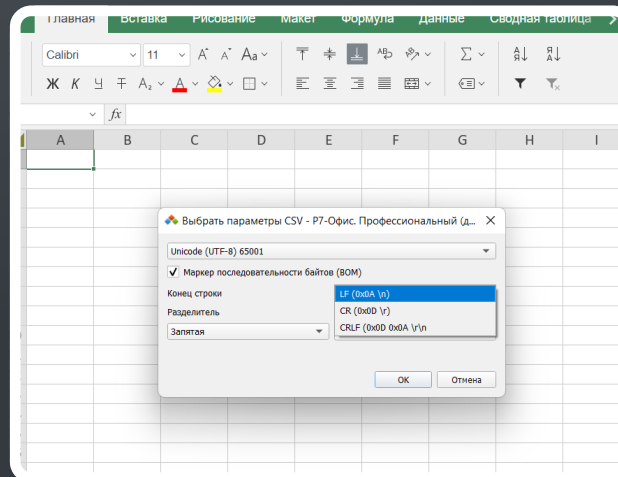 Главная Вставка Рисование Макет Формула Данные Сводная таблица
Calibri 11 A A Aa
Ж К Ч Т A₂ A
fx
A B C D E F G H I
Выбрать параметры CSV - Р7-Офис. Профессиональный (д...
Unicode (UTF-8) 65001
Маркер последовательности байтов (BOM)
Конец строки
LF (0x0A \n)
Разделитель
CR (0x0D \r)
Запятая
CRLF (0x0D 0x0A \r\n
OK Отмена